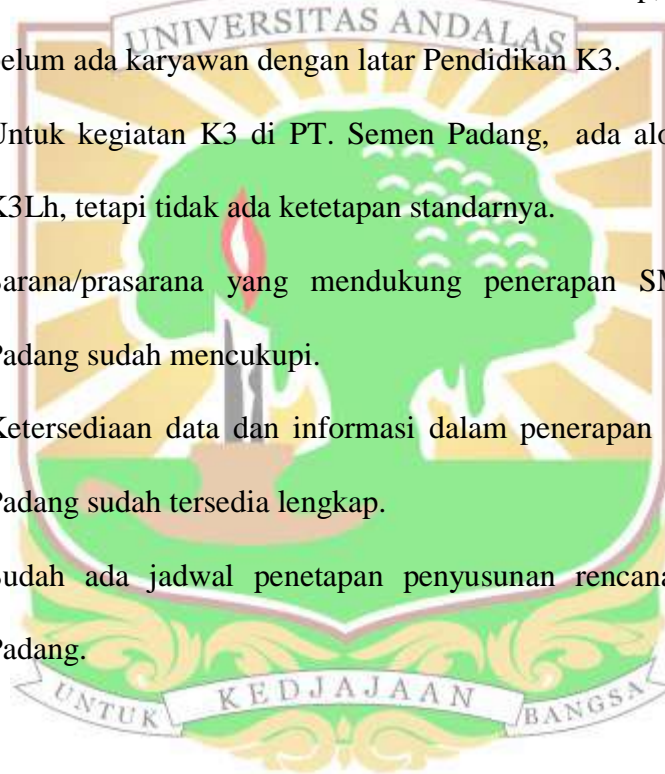 UNIVERSITAS ANDALAS
elum ada karyawan dengan latar Pendidikan K3.
Untuk kegiatan K3 di PT. Semen Padang, ada alo
K3Lh, tetapi tidak ada ketetapan standarnya.
arana/prasarana yang mendukung penerapan SM
Padang sudah mencukupi.
Ketersediaan data dan informasi dalam penerapan
Padang sudah tersedia lengkap.
udah ada jadwal penetapan penyusunan rencana
Padang.
UNTUK KEDJAJAAN BANGSA